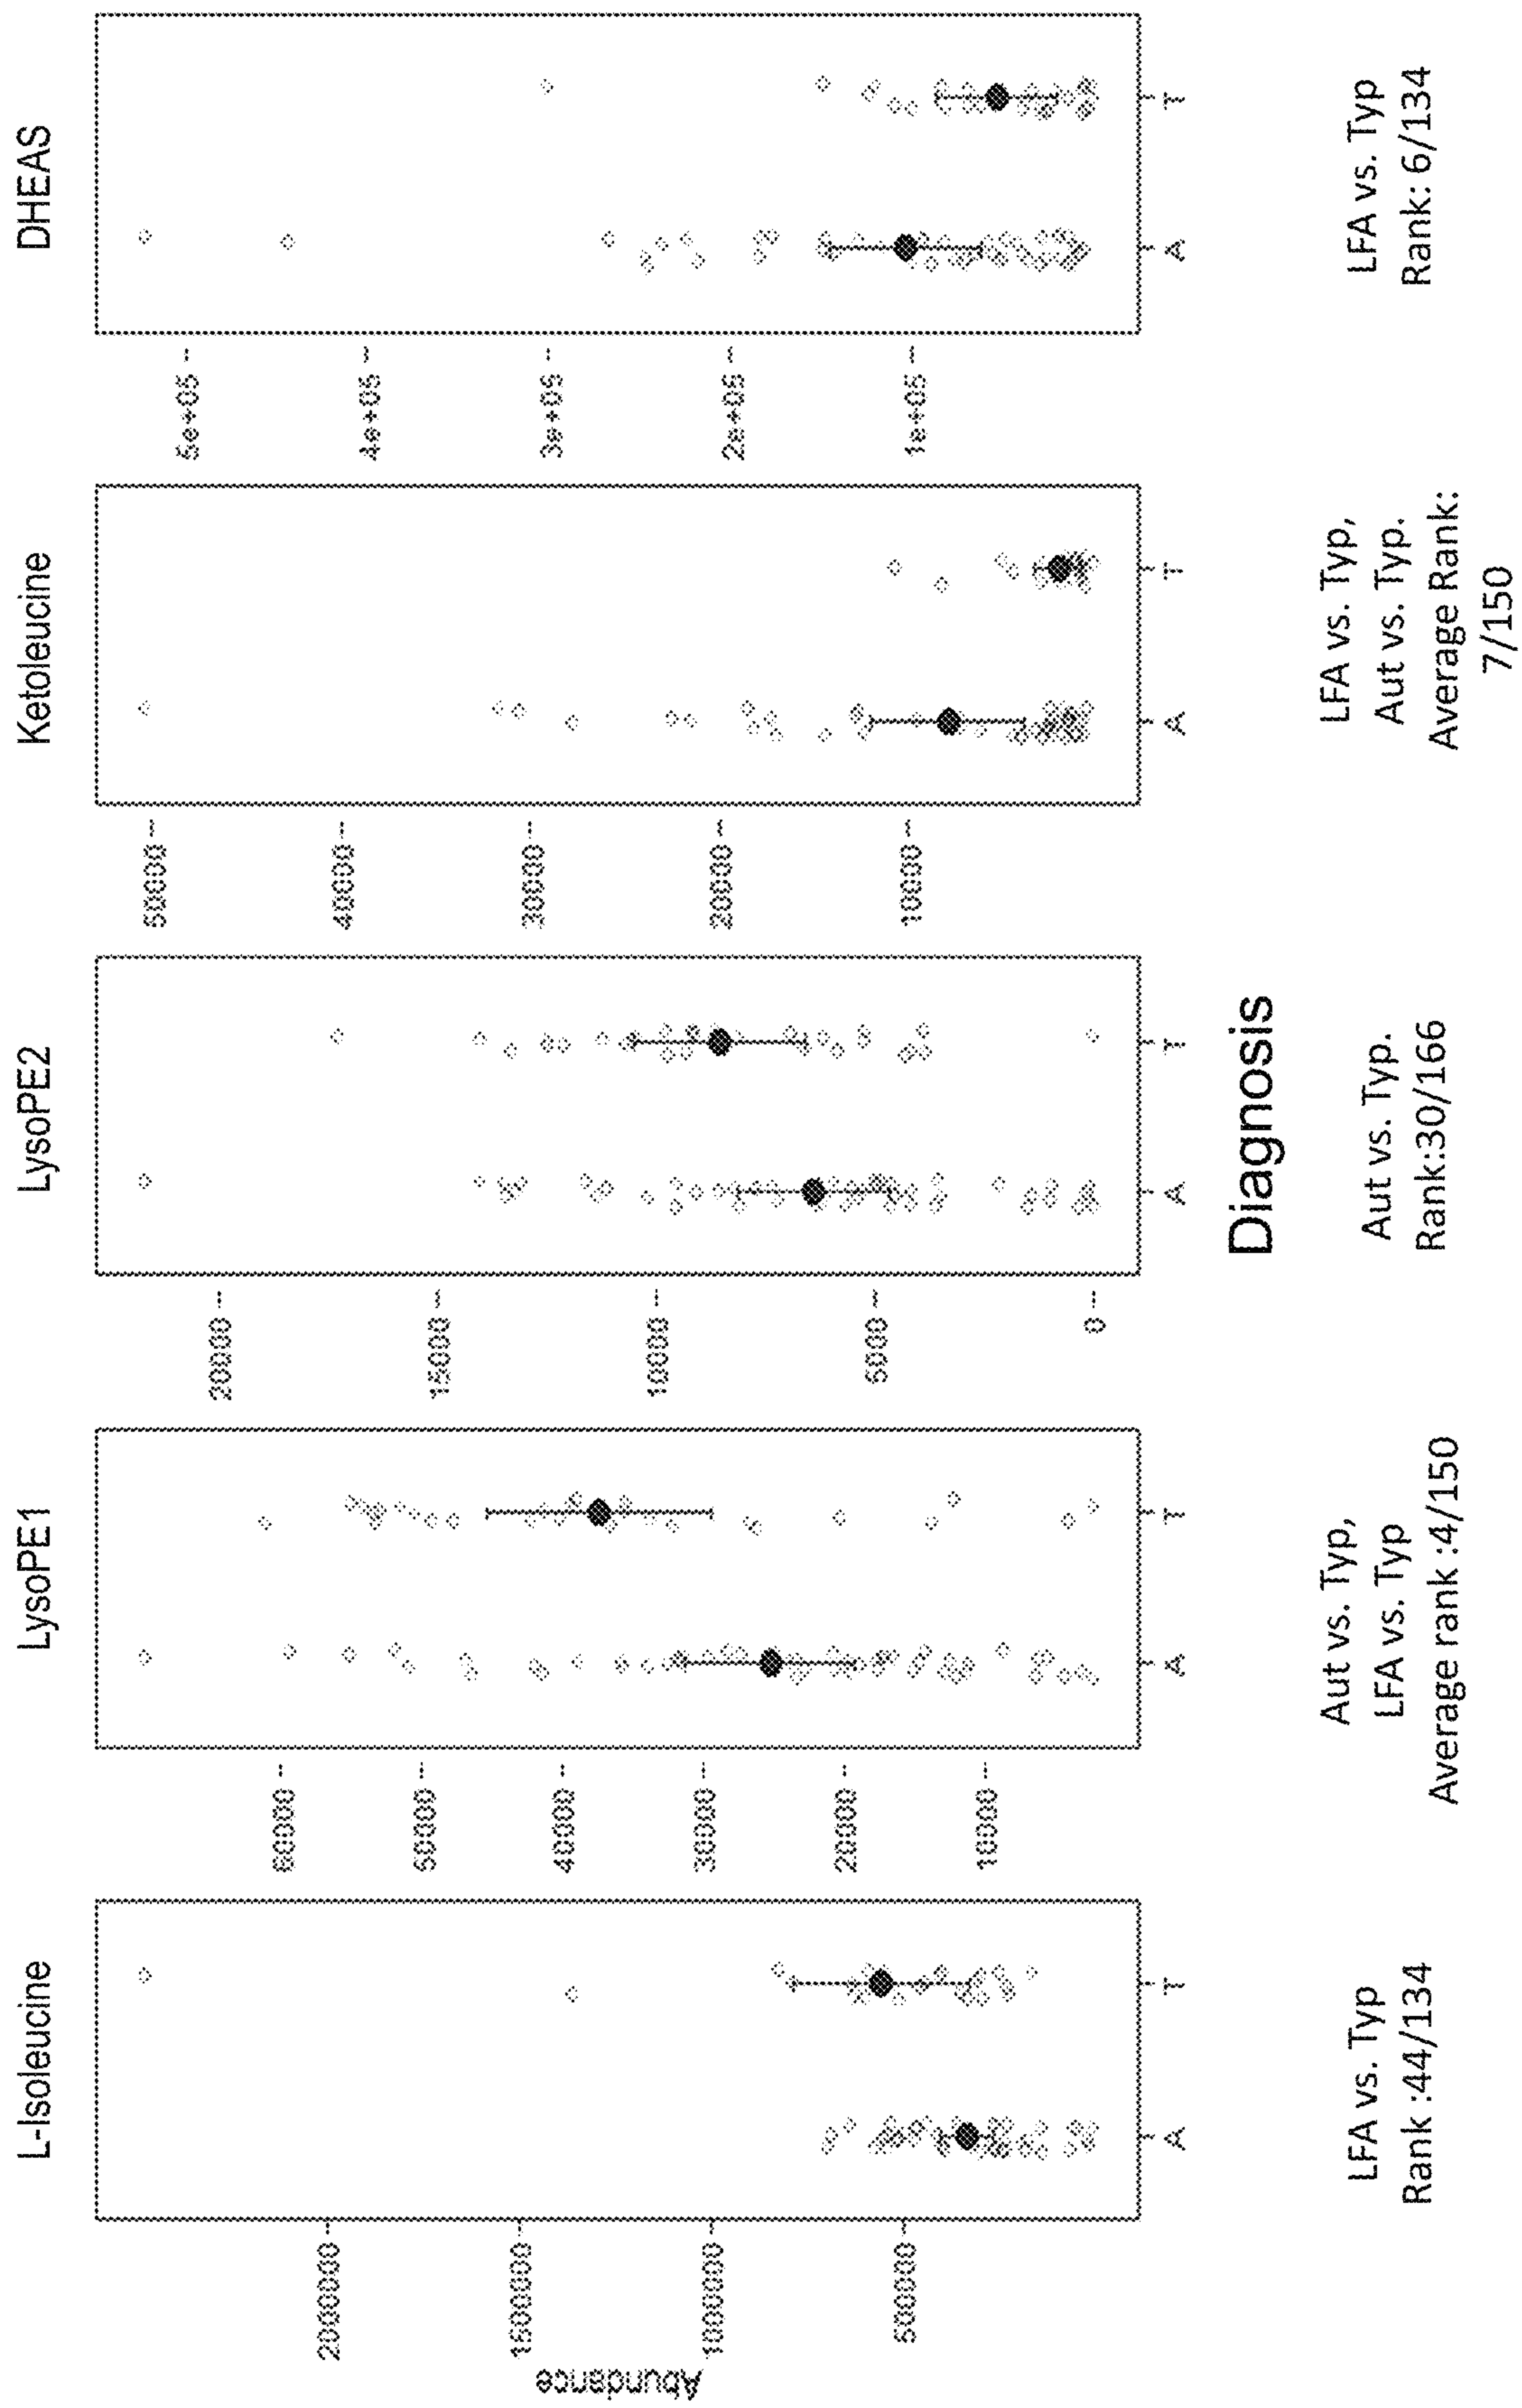 L-Isoleucine
Abundance
2000000
1500000
1000000
500000
A
T
LFA vs. Typ
Rank :44/134
LysoPE1
60000
50000
40000
30000
20000
10000
A
T
Aut vs. Typ,
LFA vs. Typ
Average rank :4/150
LysoPE2
20000
15000
10000
5000
0
A
T
Diagnosis
Aut vs. Typ.
Rank:30/166
Ketoleucine
50000
40000
30000
20000
10000
A
T
LFA vs. Typ,
Aut vs. Typ.
Average Rank:
7/150
DHEAS
5e+05
4e+05
3e+05
2e+05
1e+05
A
T
LFA vs. Typ
Rank: 6/134